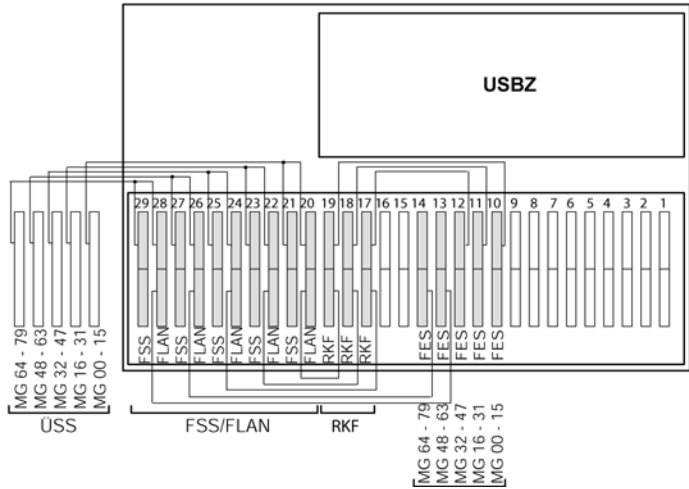 USBZ
29 28 27 26 25 24 23 22 21 20 19 18 17 16 15 14 13 12 11 10 9 8 7 6 5 4 3 2 1
FSS
FLAN
FSS
FLAN
FSS
FLAN
FSS
FLAN
FSS
FLAN
RKF
RKF
RKF
FES
FES
FES
FES
FES
MG 64 - 79
MG 48 - 63
MG 32 - 47
MG 16 - 31
MG 00 - 15
ÜSS
FSS/FLAN
RKF
MG 64 - 79
MG 48 - 63
MG 32 - 47
MG 16 - 31
MG 00 - 15